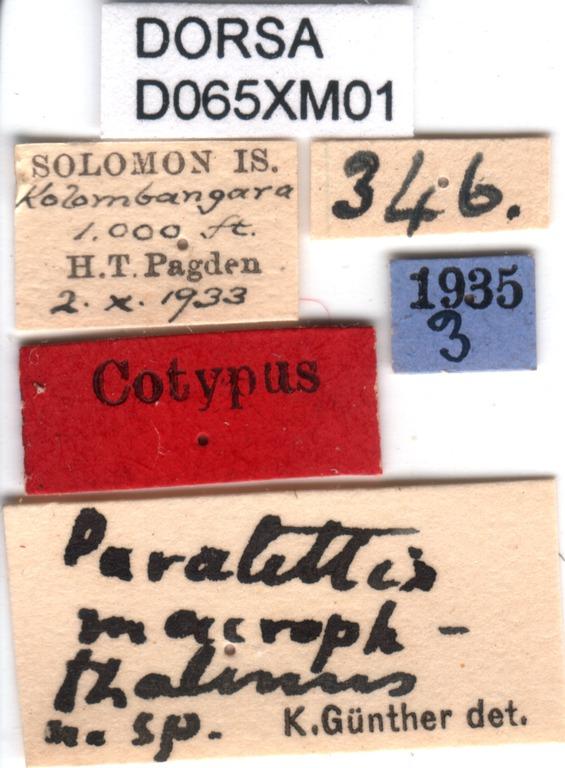 DORSA
D065XM01
SOLOMON IS.
Kolombangara
1.000 ft.
H.T. Pagden
2. x. 1933
346.
1935
3
Cotypus
Paratettix
macroph-
thalmus
n. sp. K. Günther det.